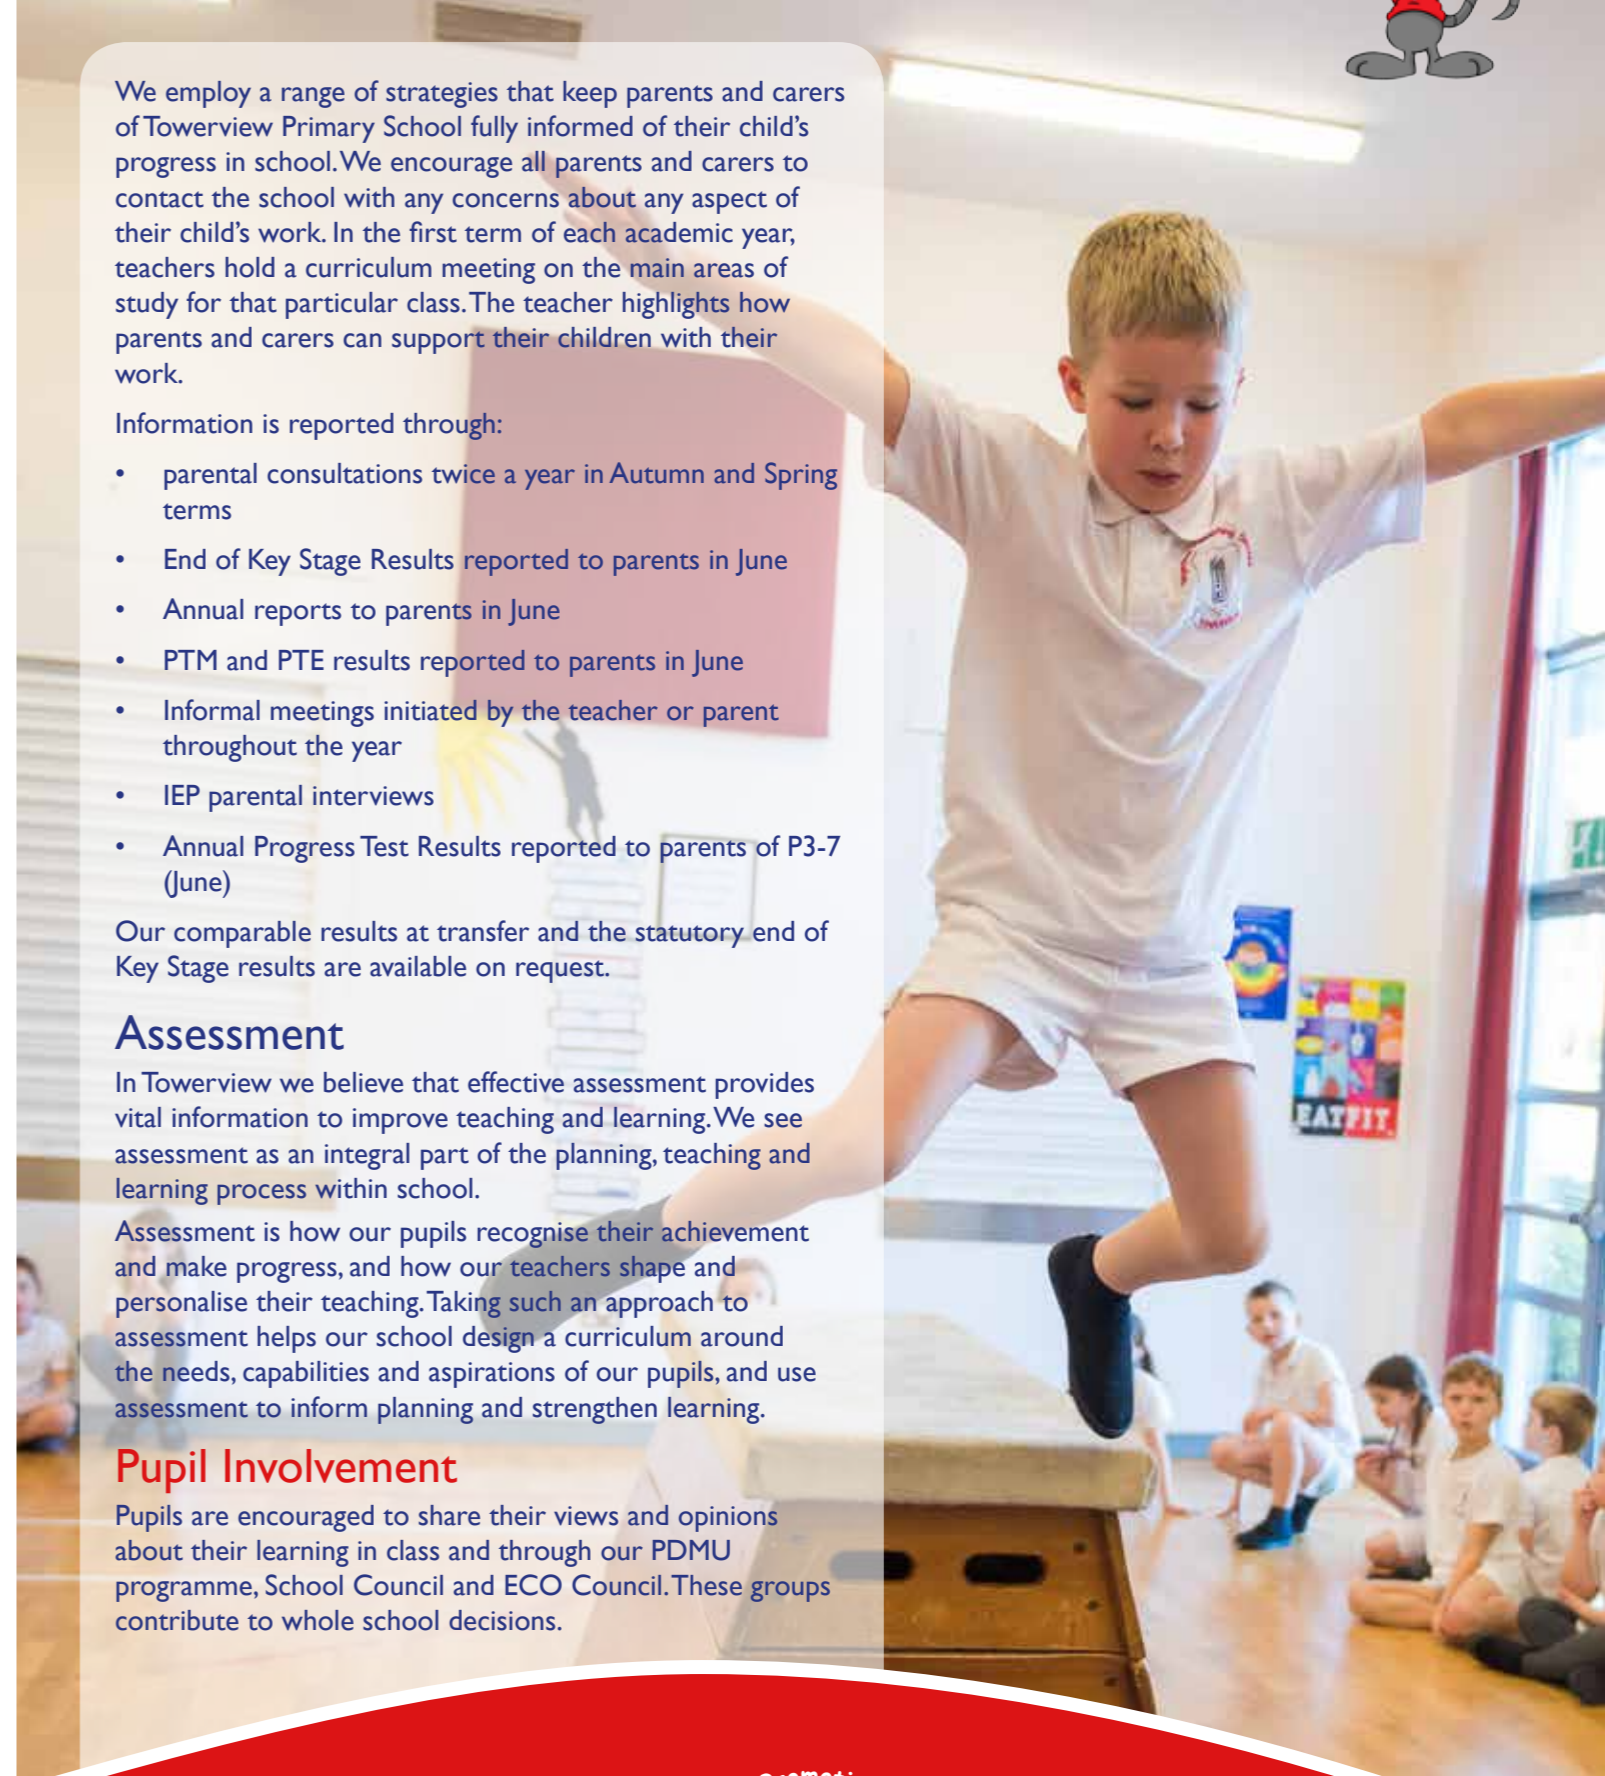 We employ a range of strategies that keep parents and carers
of Towerview Primary School fully informed of their child's
progress in school. We encourage all parents and carers to
contact the school with any concerns about any aspect of
their child's work. In the first term of each academic year,
teachers hold a curriculum meeting on the main areas of
study for that particular class. The teacher highlights how
parents and carers can support their children with their
work.
Information is reported through:
• parental consultations twice a year in Autumn and Spring
terms
• End of Key Stage Results reported to parents in June
• Annual reports to parents in June
• PTM and PTE results reported to parents in June
• Informal meetings initiated by the teacher or parent
throughout the year
• IEP parental interviews
• Annual Progress Test Results reported to parents of P3-7
(June)
Our comparable results at transfer and the statutory end of
Key Stage results are available on request.
Assessment
In Towerview we believe that effective assessment provides
vital information to improve teaching and learning. We see
assessment as an integral part of the planning, teaching and
learning process within school.
Assessment is how our pupils recognise their achievement
and make progress, and how our teachers shape and
personalise their teaching. Taking such an approach to
assessment helps our school design a curriculum around
the needs, capabilities and aspirations of our pupils, and use
assessment to inform planning and strengthen learning.
Pupil Involvement
Pupils are encouraged to share their views and opinions
about their learning in class and through our PDMU
programme, School Council and ECO Council. These groups
contribute to whole school decisions.
EATFIT